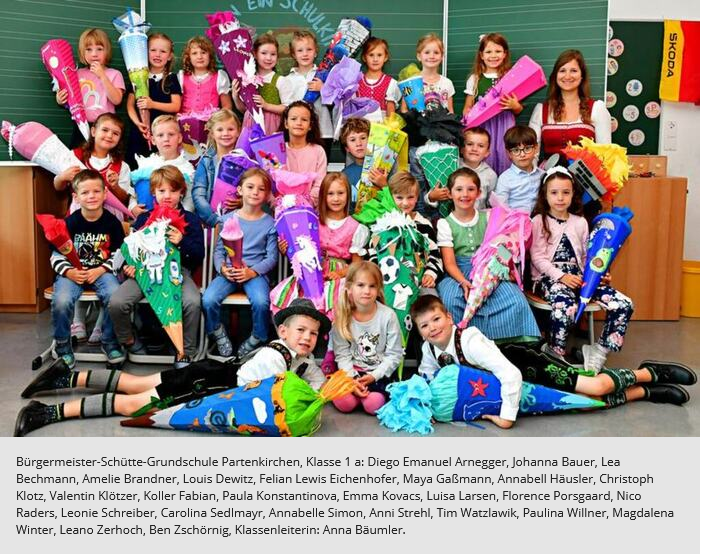 EIN SCHULK
SKODA
BÄÄHM
Bürgermeister-Schütte-Grundschule Partenkirchen, Klasse 1 a: Diego Emanuel Arnegger, Johanna Bauer, Lea
Bechmann, Amelie Brandner, Louis Dewitz, Felian Lewis Eichenhofer, Maya Gaßmann, Annabell Häusler, Christoph
Klotz, Valentin Klötzer, Koller Fabian, Paula Konstantinova, Emma Kovacs, Luisa Larsen, Florence Porsgaard, Nico
Raders, Leonie Schreiber, Carolina Sedlmayr, Annabelle Simon, Anni Strehl, Tim Watzlawik, Paulina Willner, Magdalena
Winter, Leano Zerhoch, Ben Zschörnig, Klassenleiterin: Anna Bäumler.